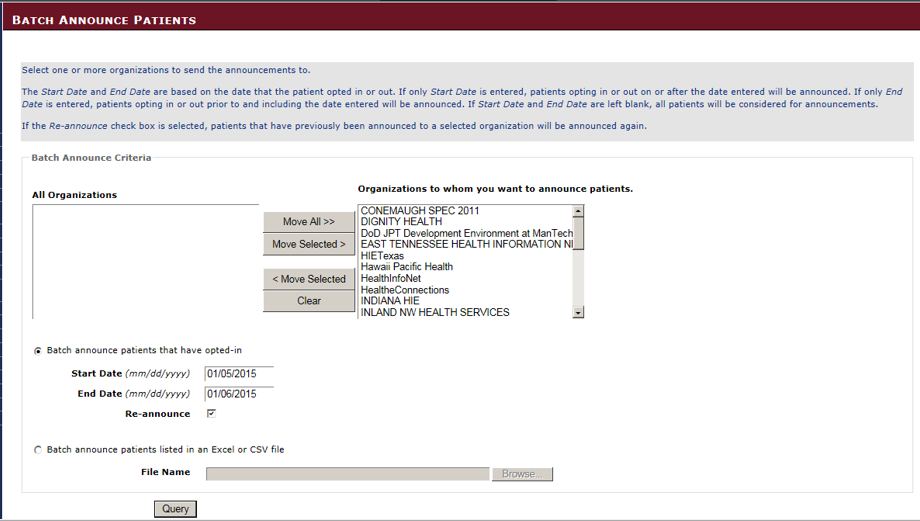 BATCH ANNOUNCE PATIENTS
Select one or more organizations to send the announcements to.
The Start Date and End Date are based on the date that the patient opted in or out. If only Start Date is entered, patients opting in or out on or after the date entered will be announced. If only End
Date is entered, patients opting in or out prior to and including the date entered will be announced. If Start Date and End Date are left blank, all patients will be considered for announcements.
If the Re-announce check box is selected, patients that have previously been announced to a selected organization will be announced again.
Batch Announce Criteria
All Organizations
Organizations to whom you want to announce patients.
Move All >>
Move Selected >
< Move Selected
Clear
CONEMAUGH SPEC 2011
DIGNITY HEALTH
DoD JPT Development Environment at ManTech
EAST TENNESSEE HEALTH INFORMATION
HIETexas
Hawaii Pacific Health
HealthInfoNet
HealtheConnections
INDIANA HIE
INLAND NW HEALTH SERVICES
Batch announce patients that have opted-in
Start Date (mm/dd/yyyy) 01/05/2015
End Date (mm/dd/yyyy) 01/06/2015
Re-announce
Batch announce patients listed in an Excel or CSV file
File Name Browse...
Query